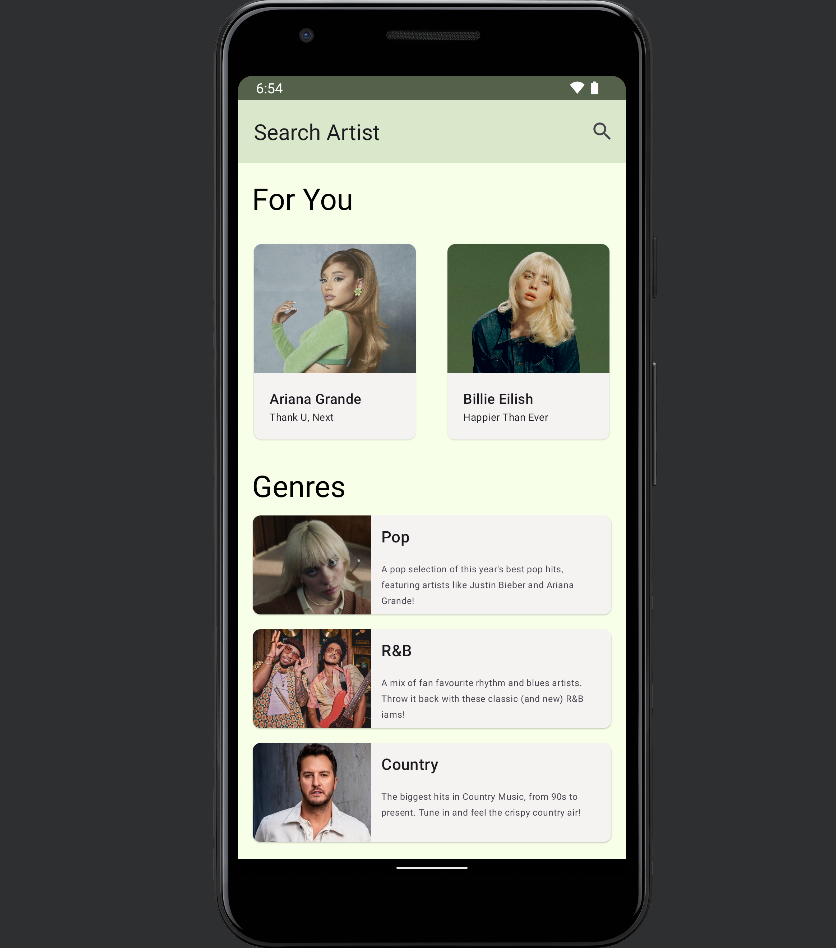 6:54
Search Artist
For You
Ariana Grande
Thank U, Next
Billie Eilish
Happier Than Ever
Genres
Pop
A pop selection of this year's best pop hits,
featuring artists like Justin Bieber and Ariana
Grande!
R&B
A mix of fan favourite rhythm and blues artists.
Throw it back with these classic (and new) R&B
jams!
Country
The biggest hits in Country Music, from 90s to
present. Tune in and feel the crispy country air!